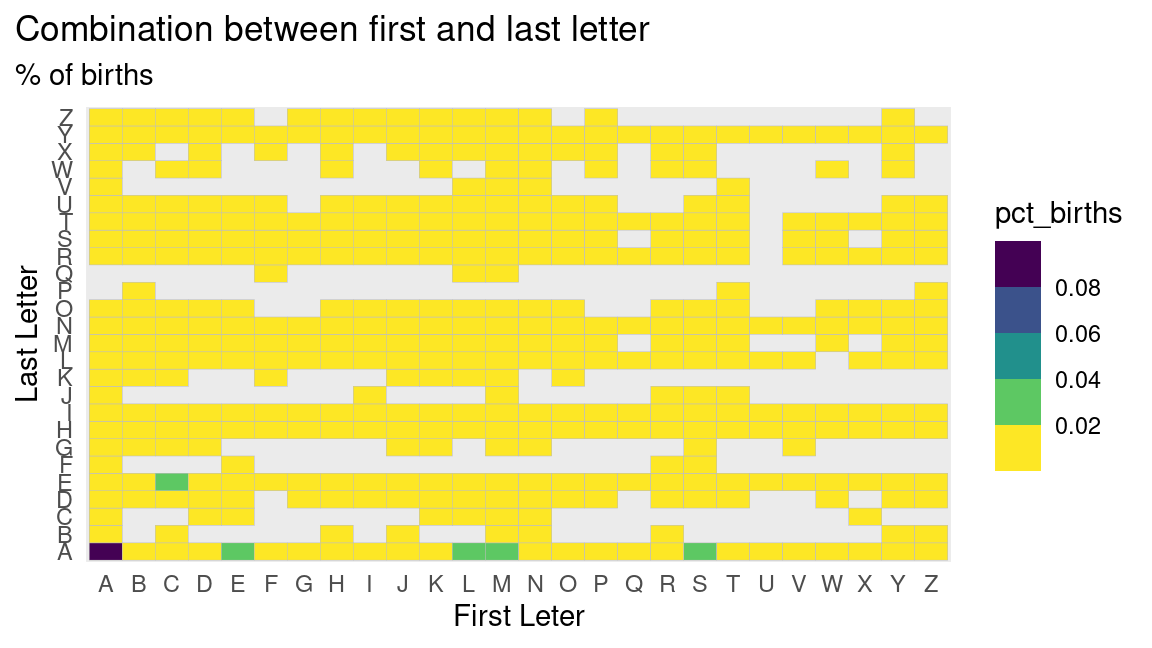 Combination between first and last letter
% of births
Last Letter
Z
Y
X
W
V
U
T
S
R
Q
P
O
N
M
L
K
J
I
H
G
F
E
D
C
B
A
A B C D E F G H I J K L M N O P Q R S T U V W X Y Z
First Leter
pct_births
0.08
0.06
0.04
0.02